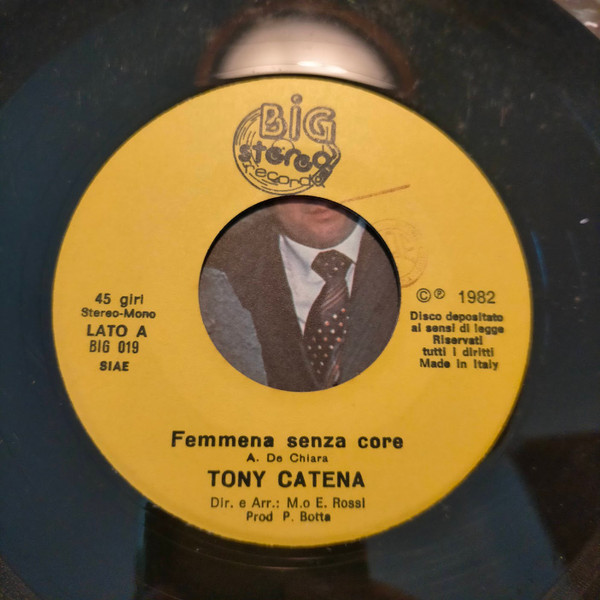 BiG
stereo
records
45 giri
Stereo-Mono
LATO A
BIG 019
SIAE
©℗ 1982
Disco depositato
ai sensi di legge
Riservati
tutti i diritti
Made in Italy
Femmena senza core
A. De Chiara
TONY CATENA
Dir. e Arr.: M.o E. Rossi
Prod P. Botta